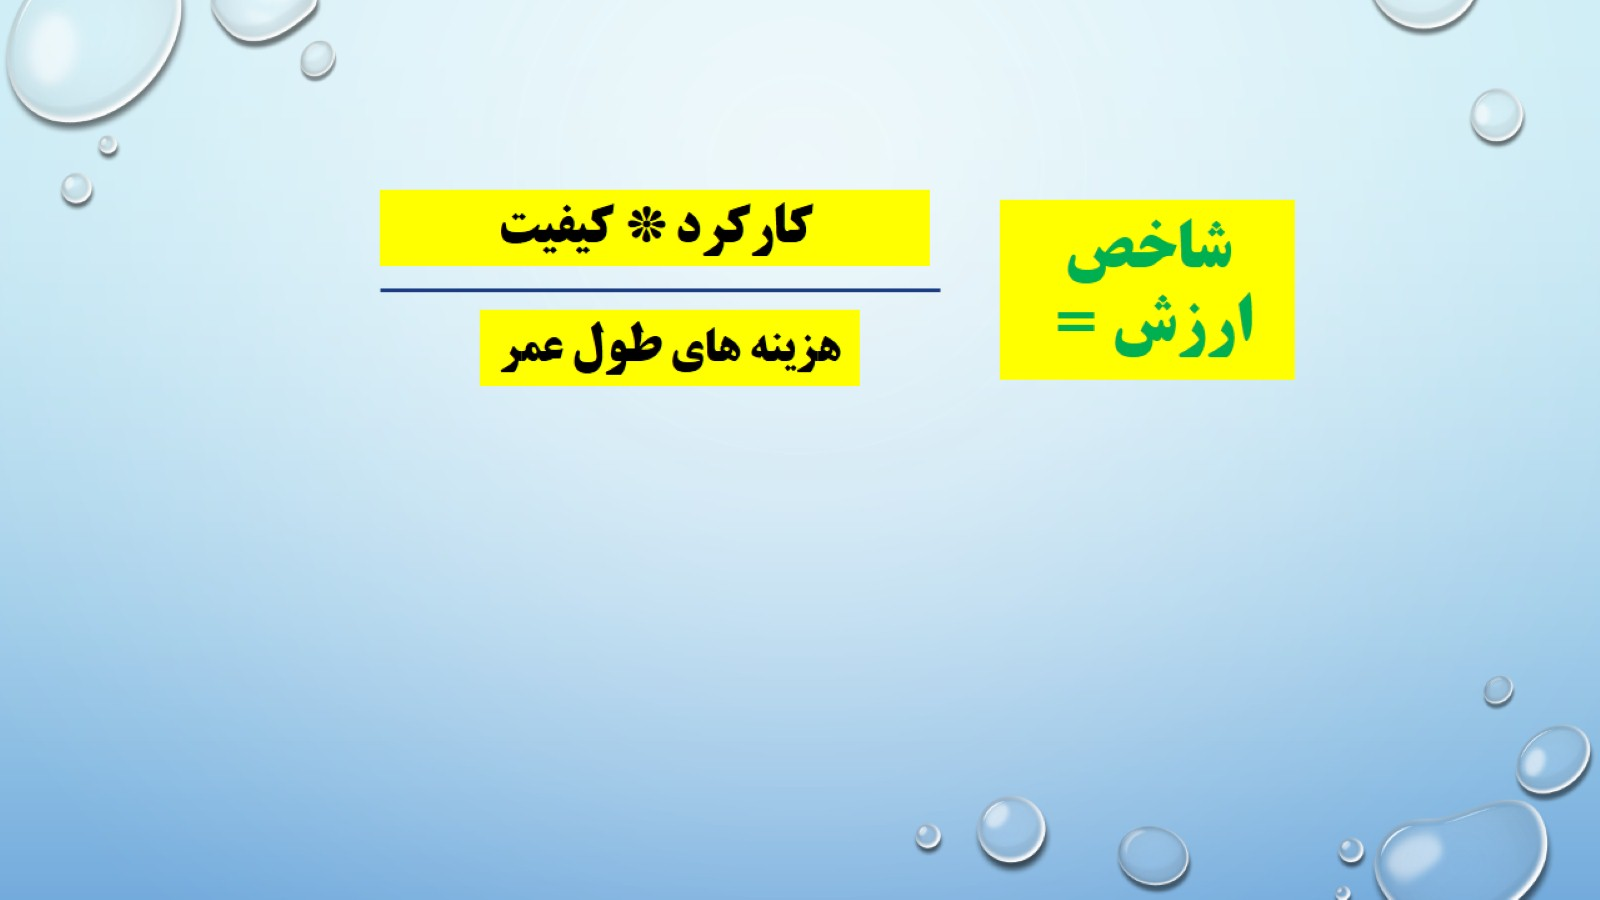 شاخص
ارزش =
کارکرد * کیفیت
هزینه های طول عمر